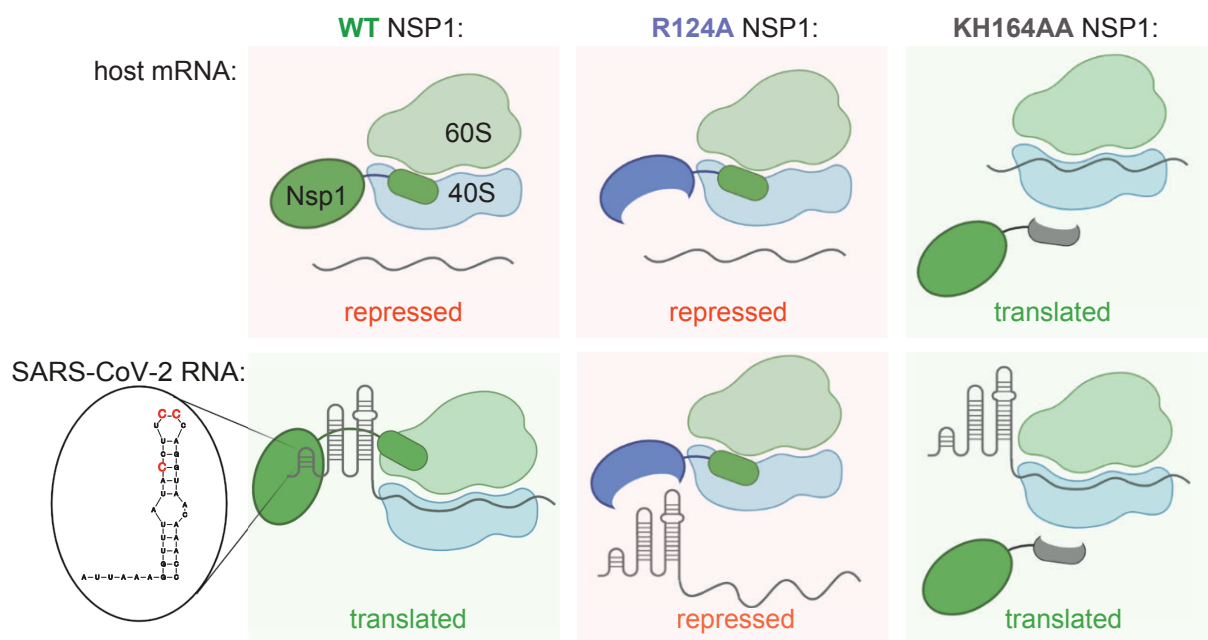 WT NSP1:
R124A NSP1:
KH164AA NSP1:
host mRNA:
60S
Nsp1
40S
repressed
repressed
translated
SARS-CoV-2 RNA:
C-C
U C
U-A
C-G
C-G
A-U
U-A
A A C
U-A
U-A
U-A
G-C
A-U-U-A-A-A-G-C
translated
repressed
translated